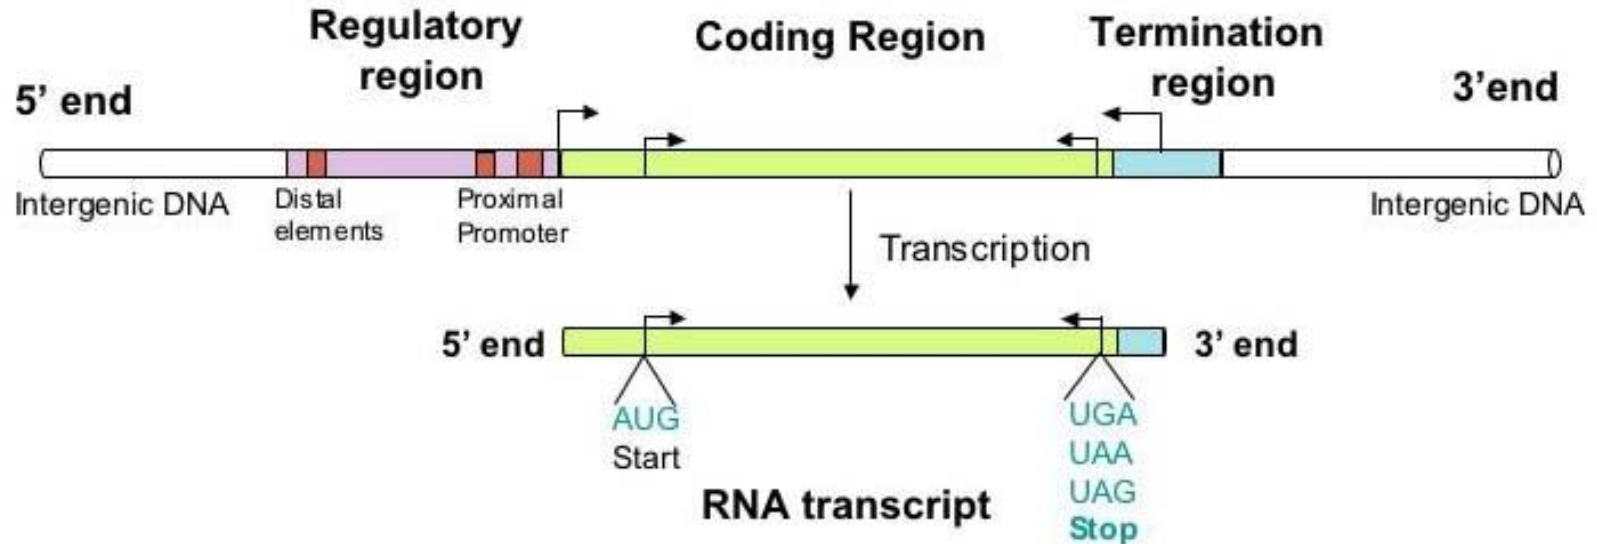 Regulatory
region
Coding Region
Termination
region
5’ end
3’end
Intergenic DNA
Distal
elements
Proximal
Promoter
Intergenic DNA
Transcription
5’ end
3’ end
AUG
Start
UGA
UAA
UAG
Stop
RNA transcript